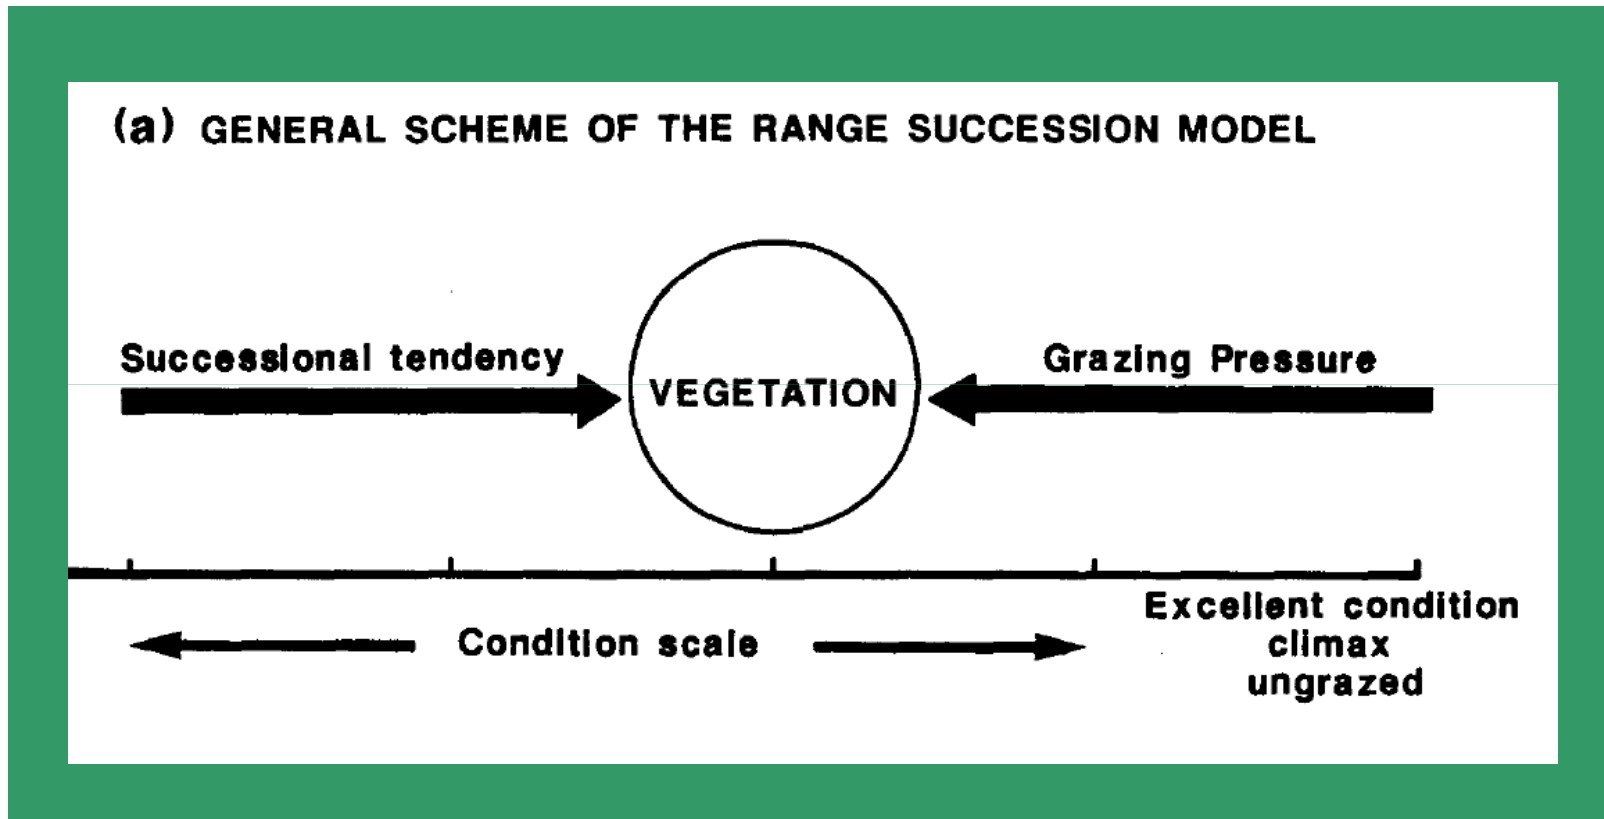 (a) GENERAL SCHEME OF THE RANGE SUCCESSION MODEL
Successional tendency
VEGETATION
Grazing Pressure
Condition scale
Excellent condition
climax
ungrazed